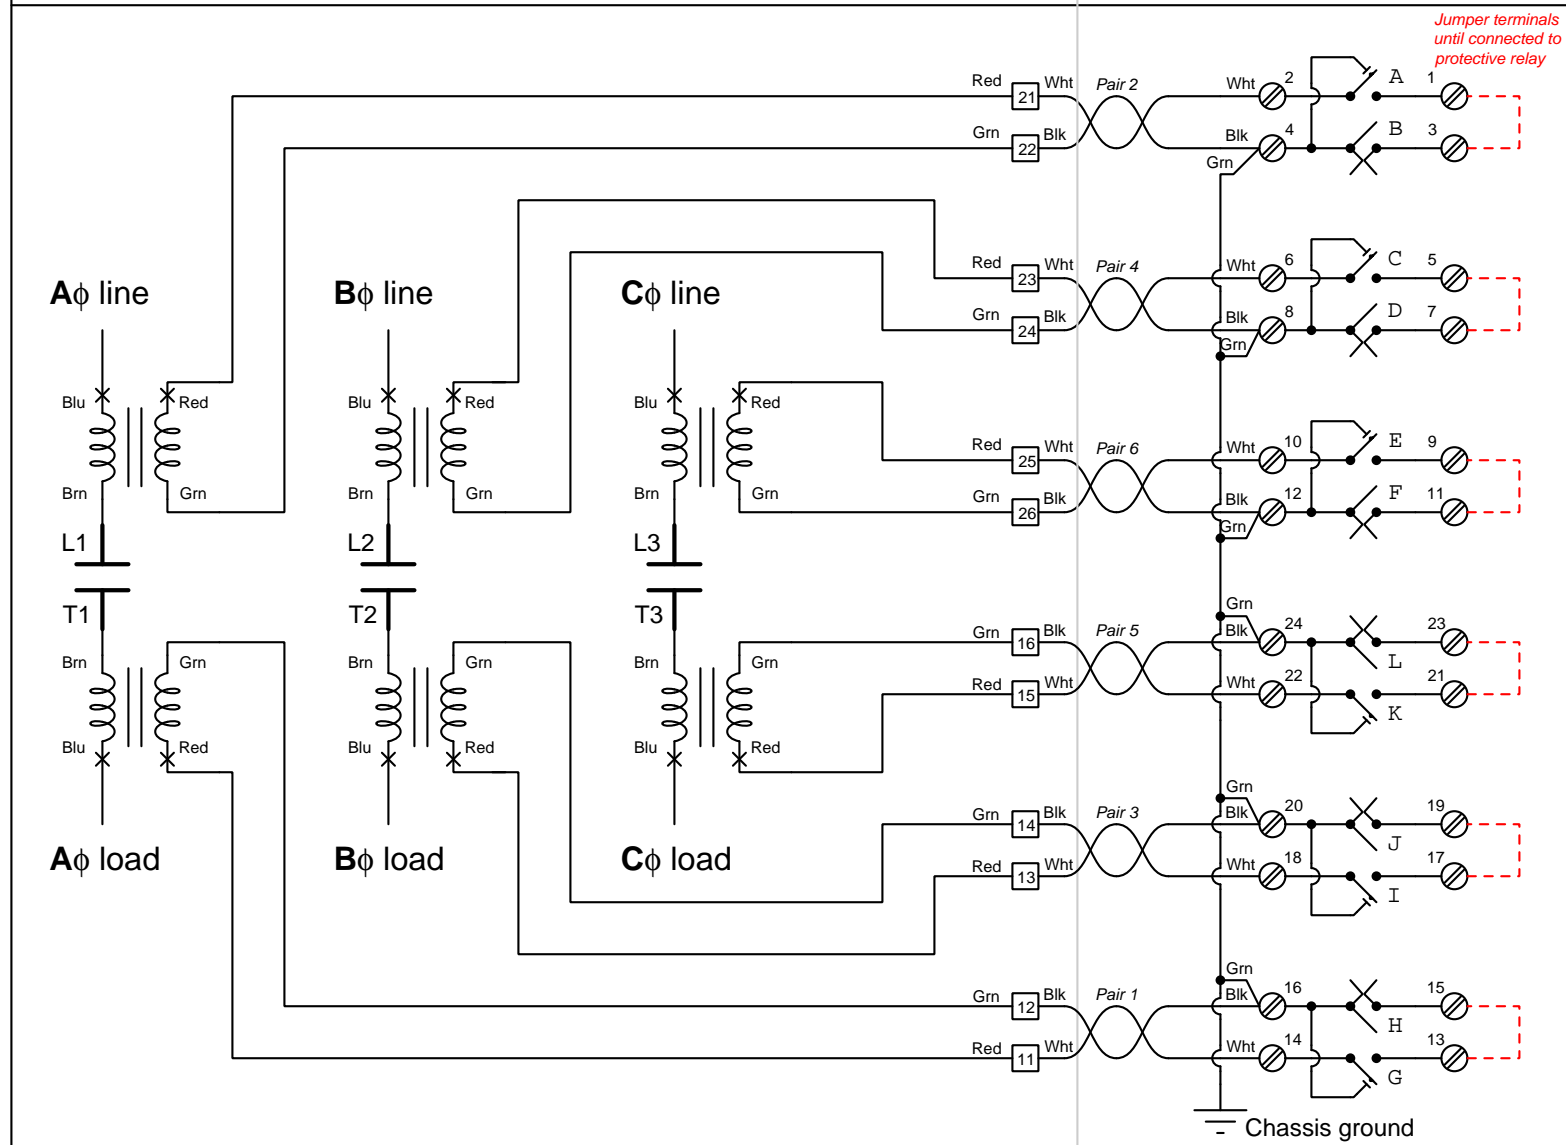 Jumper terminals
until connected to
protective relay
Red 21 Wht Pair 2 Wht 2 A 1
Grn 22 Blk Blk 4 B 3
Grn
Red 23 Wht Pair 4 Wht 6 C 5
Grn 24 Blk Blk 8 D 7
Grn
Aϕ line Bϕ line Cϕ line
Blu Red Blu Red Blu Red
Red 25 Wht Pair 6 Wht 10 E 9
Brn Grn Brn Grn Brn Grn
Grn 26 Blk Blk 12 F 11
Grn
L1 L2 L3
T1 T2 T3
Grn
Grn 16 Blk Pair 5 Blk 24 L 23
Brn Grn Brn Grn Brn Grn
Red 15 Wht Wht 22 K 21
Blu Red Blu Red Blu Red
Grn
Grn 14 Blk Pair 3 Blk 20 J 19
Aϕ load Bϕ load Cϕ load
Red 13 Wht Wht 18 I 17
Grn
Grn 12 Blk Pair 1 Blk 16 H 15
Red 11 Wht Wht 14 G 13
Chassis ground